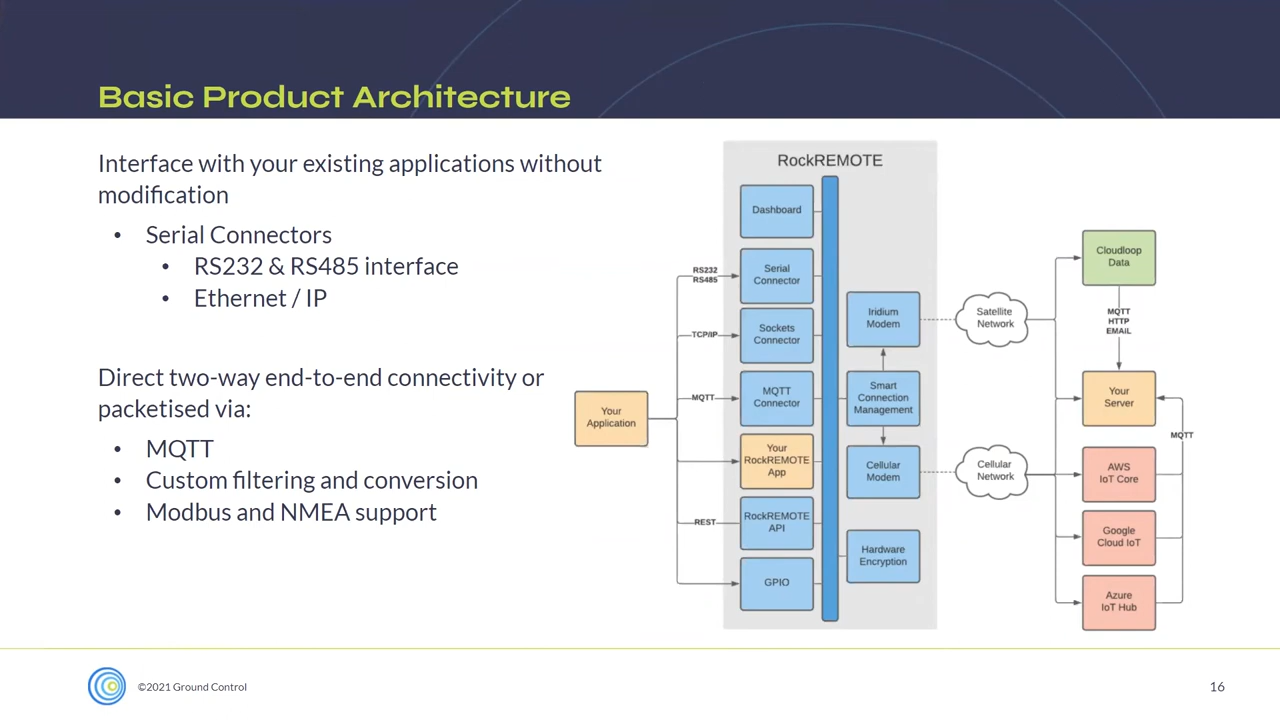 Basic Product Architecture
Interface with your existing applications without
modification
• Serial Connectors
• RS232 & RS485 interface
• Ethernet / IP
Direct two-way end-to-end connectivity or
packetised via:
• MQTT
• Custom filtering and conversion
• Modbus and NMEA support
RockREMOTE
Your
Application
RS232
RS485
TCP/IP
MQTT
REST
Dashboard
Serial
Connector
Sockets
Connector
MQTT
Connector
Your
RockREMOTE
App
RockREMOTE
API
GPIO
Iridium
Modem
Smart
Connection
Management
Cellular
Modem
Hardware
Encryption
Satellite
Network
Cellular
Network
Cloudloop
Data
MQTT
HTTP
EMAIL
Your
Server
MQTT
AWS
IoT Core
Google
Cloud IoT
Azure
IoT Hub
©2021 Ground Control
16